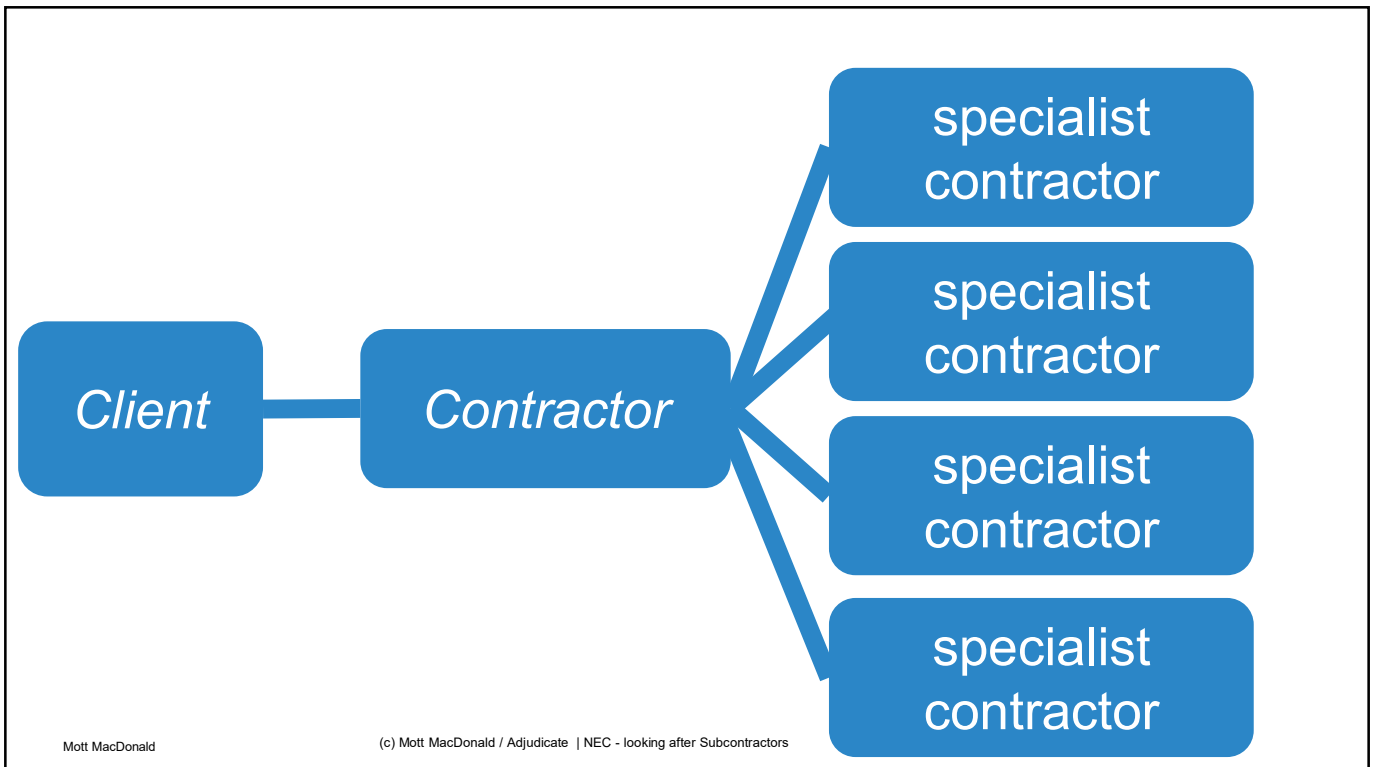 Client
Contractor
specialist
contractor
specialist
contractor
specialist
contractor
specialist
contractor
Mott MacDonald
(c) Mott MacDonald / Adjudicate | NEC - looking after Subcontractors